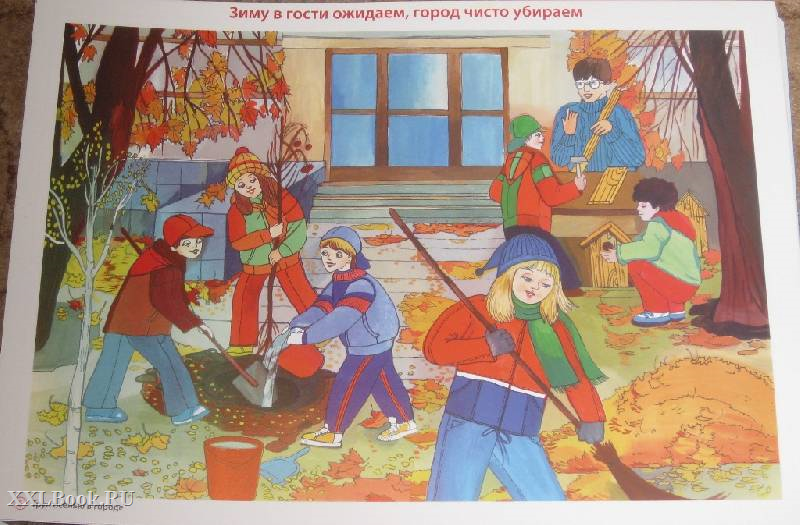 Зиму в гости ожидаем, город чисто убираем
XXLBook.RU